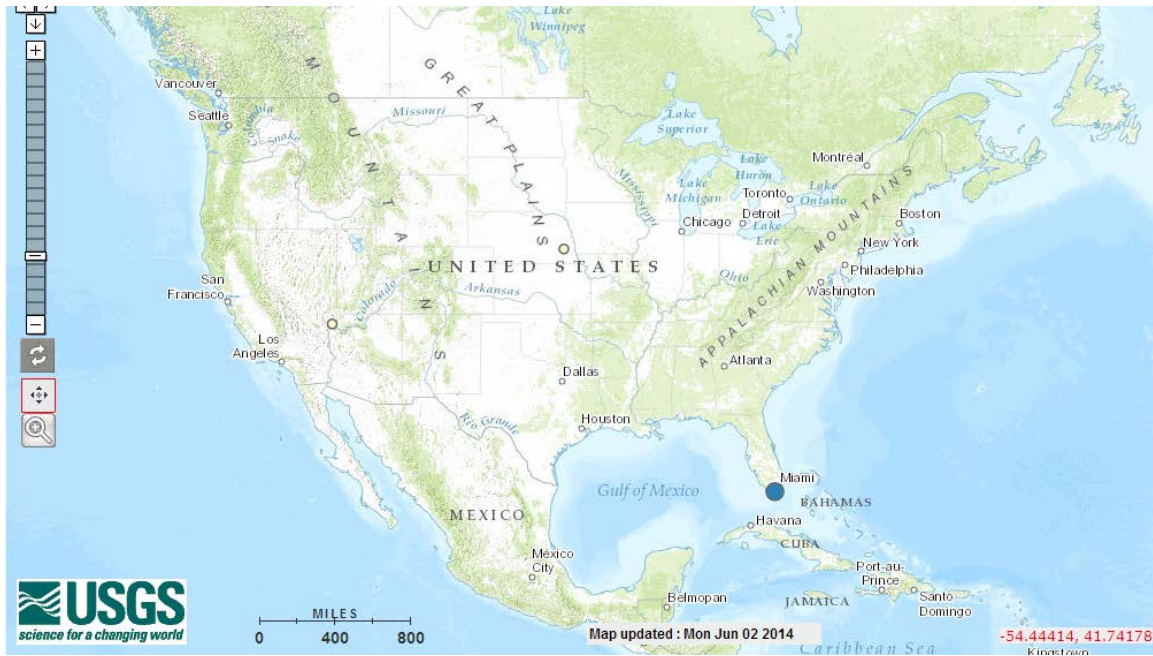 Lake
Winnipeg
Vancouver
Seattle
Columbia
Snake
Missouri
MOUNTAINS
GREAT PLAINS
Lake
Superior
Mississippi
Lake
Michigan
Lake
Huron
Montréal
Toronto
Lake
Ontario
Chicago
Detroit
Lake
Erie
Boston
New York
Philadelphia
Washington
APPALACHIAN MOUNTAINS
UNITED STATES
Ohio
San
Francisco
Colorado
Arkansas
Los
Angeles
Atlanta
Dallas
Houston
Rio Grande
Gulf of Mexico
Miami
BAHAMAS
MEXICO
Havana
CUBA
México
City
Port-au-
Prince
Santo
Domingo
JAMAICA
Belmopan
USGS
science for a changing world
MILES
0 400 800
Map updated : Mon Jun 02 2014
-54.44414, 41.74178
Caribbean Sea
Kingstown